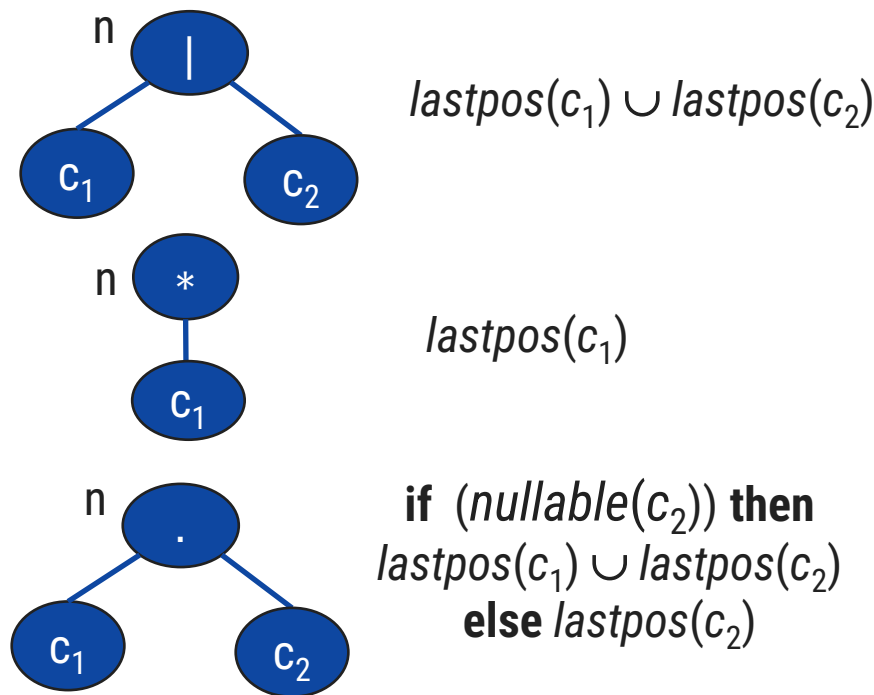 n
|
lastpos(c₁) ∪ lastpos(c₂)
c₁
c₂
n
*
lastpos(c₁)
c₁
n
.
if (nullable(c₂)) then
lastpos(c₁) ∪ lastpos(c₂)
else lastpos(c₂)
c₁
c₂